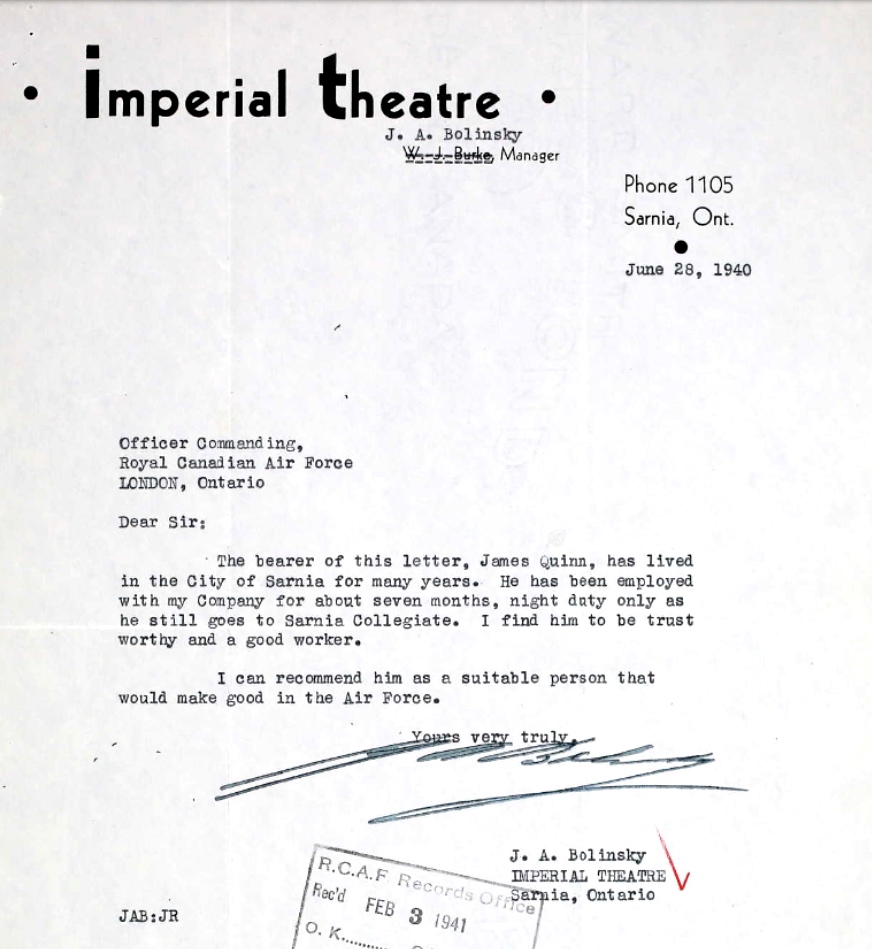 • imperial theatre •
J. A. Bolinsky
W. J. Burke, Manager
Phone 1105
Sarnia, Ont.
June 28, 1940
Officer Commanding,
Royal Canadian Air Force
LONDON, Ontario
Dear Sir:
The bearer of this letter, James Quinn, has lived
in the City of Sarnia for many years. He has been employed
with my Company for about seven months, night duty only as
he still goes to Sarnia Collegiate. I find him to be trust
worthy and a good worker.
I can recommend him as a suitable person that
would make good in the Air Force.
Yours very truly,
J. A. Bolinsky
IMPERIAL THEATRE
Sarnia, Ontario
JAB:JR
R.C.A.F. Records Office
Rec'd FEB 3 1941
O. K.........